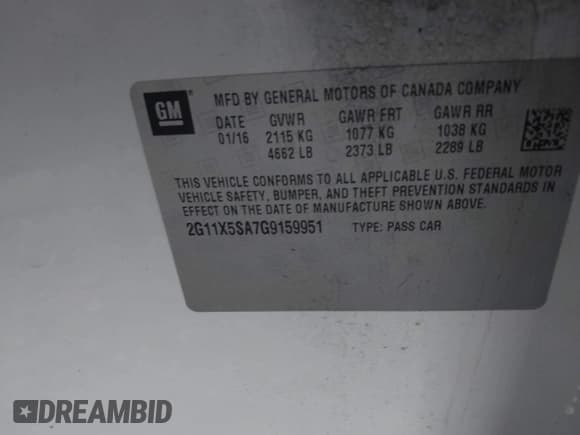 GM
MFD BY GENERAL MOTORS OF CANADA COMPANY
DATE GVWR GAWR FRT GAWR RR
01/16 2115 KG 1077 KG 1038 KG
4662 LB 2373 LB 2289 LB
THIS VEHICLE CONFORMS TO ALL APPLICABLE U.S. FEDERAL MOTOR
VEHICLE SAFETY, BUMPER, AND THEFT PREVENTION STANDARDS IN
EFFECT ON THE DATE OF MANUFACTURE SHOWN ABOVE.
2G11X5SA7G9159951 TYPE: PASS CAR
DREAMBID